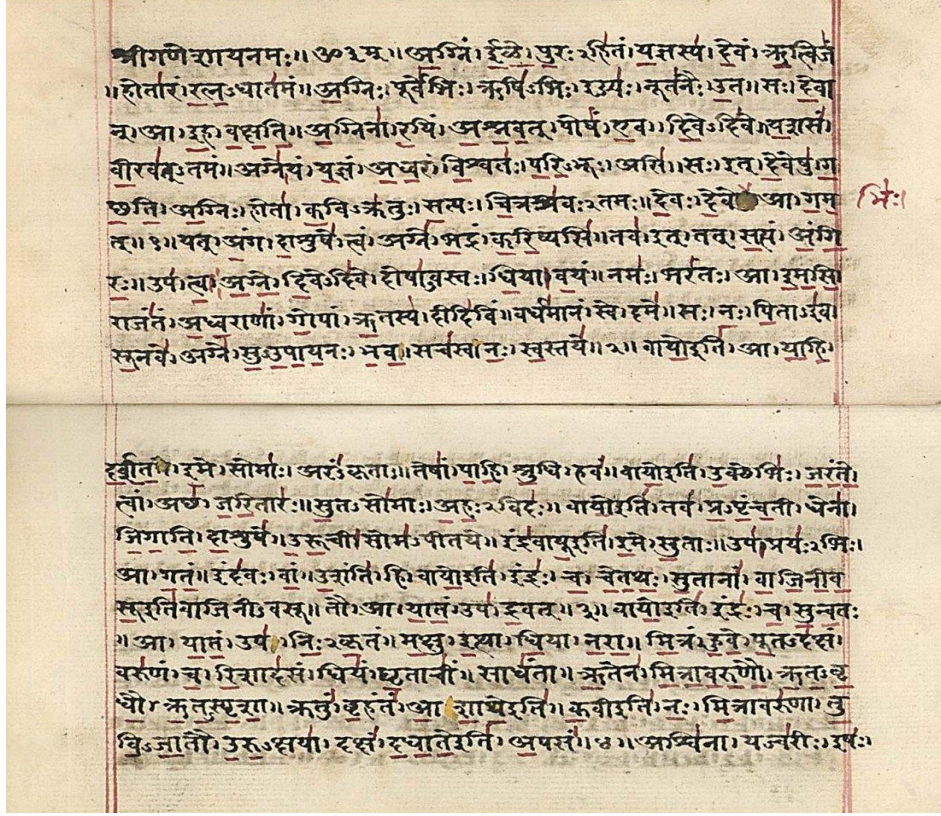 श्रीगणेशायनमः॥ॐ३म्॥अग्निं।ईळे।पुरःऽहितं।यज्ञस्य।देवं।ऋत्विजं
॥होतारं।रत्नऽधातमं॥अग्निः।पूर्वेभिः।ऋषिऽभिः।ईड्यः।नूतनैः।उत॥सः।देवा
न्।आ।इह।वक्षति॥अग्निना।रयिं।अश्नवत्।पोषं।एव॥दिवेऽदिवे॥यशसं
वीरवत्ऽतमं॥अग्ने।यं।यज्ञं।अध्वरं।विश्वतः।परिऽभूः।असि॥सः।इत्।देवेषु।ग
च्छति।अग्निः।होता।कविऽक्रतुः।सत्यः।चित्रश्रवःऽतमः॥देवः।देवे आ।गम
भिः।
त्॥१॥यत्।अंग।दाशुषे।त्वं।अग्ने।भद्रं।करिष्यसि॥तव।इत्।तत्।सत्यं।अंगि
रः॥उप।त्वा।अग्ने।दिवेऽदिवे।दोषाऽवस्तः।धिया।वयं॥नमः।भरंतः।आ।इमसि
राजंतं।अध्वराणां।गोपां।ऋतस्य।दीदिविं॥वर्धमानं।स्वे।दमे॥सः।नः।पिताऽइव
सूनवे।अग्ने।सुऽउपायनः।भव॥सचस्व।नः।स्वस्तये॥२॥वायोइति।आ।याहि।
दर्शत।इमे।सोमाः।अरंऽकृताः॥तेषां।पाहि।श्रुधि।हवं॥वायोइति।उक्थेभिः।जरंते।
त्वां।अच्छ।जरितारः॥सुतऽसोमाः।अहःऽविदः॥वायोइति।तव।प्रऽपृंचती।धेना।
जिगाति।दाशुषे।उरूची।सोमऽपीतये॥इंद्रवायूइति।इमे।सुताः॥उप।प्रयःऽभिः।
आ।गतं॥इंदवः।वां।उशंति।हि।वायोइति।इंद्रः।च।चेतथः।सुतानां।वाजिनीव
सूइतिवाजिनीऽवसू॥तौ।आ।यातं।उप।द्रवत्॥३॥वायोइति।इंद्रः।च।सुन्वतः
॥आ।यातं।उप।निःऽकृतं॥मक्षु।इत्था।धिया।नरा॥मित्रं।हुवे।पूतऽदक्षं।
वरुणं।च।रिशादसं।धियं।घृताचीं।साधंता॥ऋतेन।मित्रावरुणौ।ऋतऽवृ
धौ।ऋतऽस्पृशा॥क्रतुं।बृहंतं।आशाथेइति॥कवीइति।नः।मित्रावरुणा।तु
विऽजातौ।उरुऽक्षया।दक्षं।दधातेइति।अपसं॥४॥अश्विना।यज्वरीः।इषः।